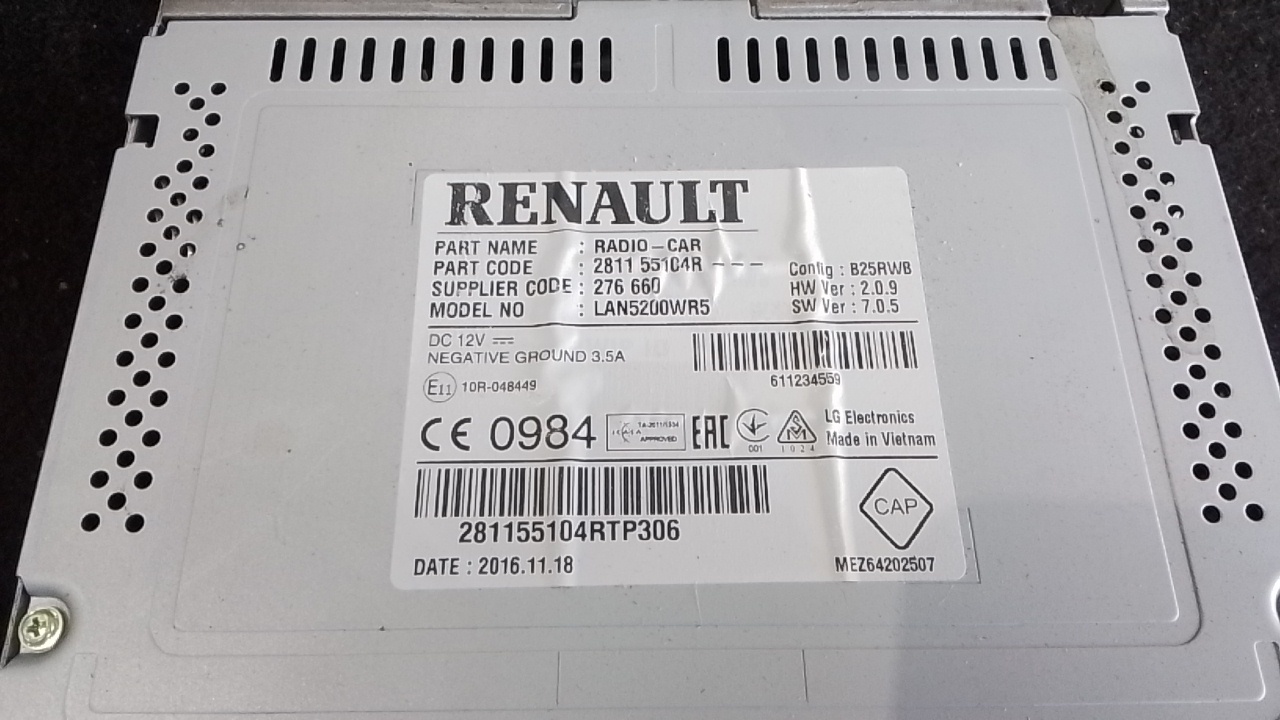 RENAULT
PART NAME : RADIO-CAR
PART CODE : 2811 55104R ---
SUPPLIER CODE : 276 660
MODEL NO : LAN5200WR5
Config : B25RWB
HW Ver : 2.0.9
SW Ver : 7.0.5
DC 12V
NEGATIVE GROUND 3.5A
611234559
E11 10R-048449
CE 0984
APPROVED
EAC
001
1024
LG Electronics
Made in Vietnam
281155104RTP306
CAP
DATE : 2016.11.18
MEZ64202507